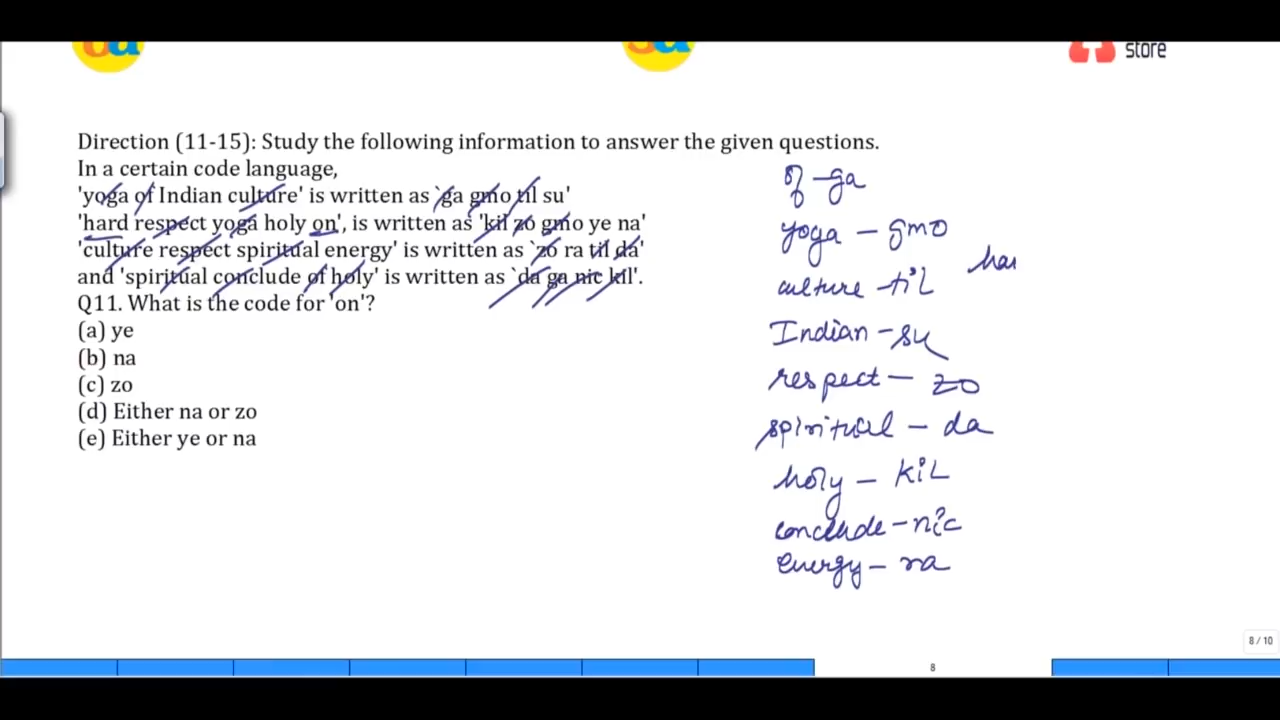 store
Direction (11-15): Study the following information to answer the given questions.
In a certain code language,
'yoga of Indian culture' is written as `ga gmo til su'
'hard respect yoga holy on', is written as 'kil zo gmo ye na'
'culture respect spiritual energy' is written as `zo ra til da'
and 'spiritual conclude of holy' is written as `da ga nic kil'.
Q11. What is the code for 'on'?
(a) ye
(b) na
(c) zo
(d) Either na or zo
(e) Either ye or na
of - ga
yoga - gmo
culture - til
har
Indian - su
respect - zo
spiritual - da
holy - kil
conclude - nic
energy - ra
8 / 10
8